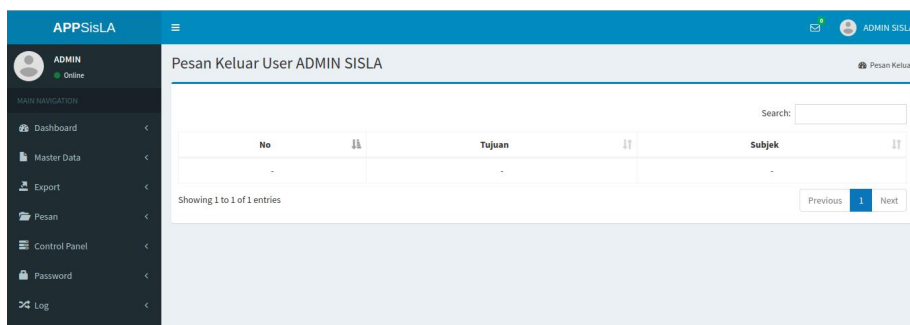 APPSisLA
0
ADMIN SISLA
ADMIN
Online
Pesan Keluar User ADMIN SISLA
Pesan Kelua
MAIN NAVIGATION
Dashboard
Master Data
Export
Pesan
Control Panel
Password
Log
Search:
No Tujuan Subjek
- - -
Showing 1 to 1 of 1 entries
Previous 1 Next